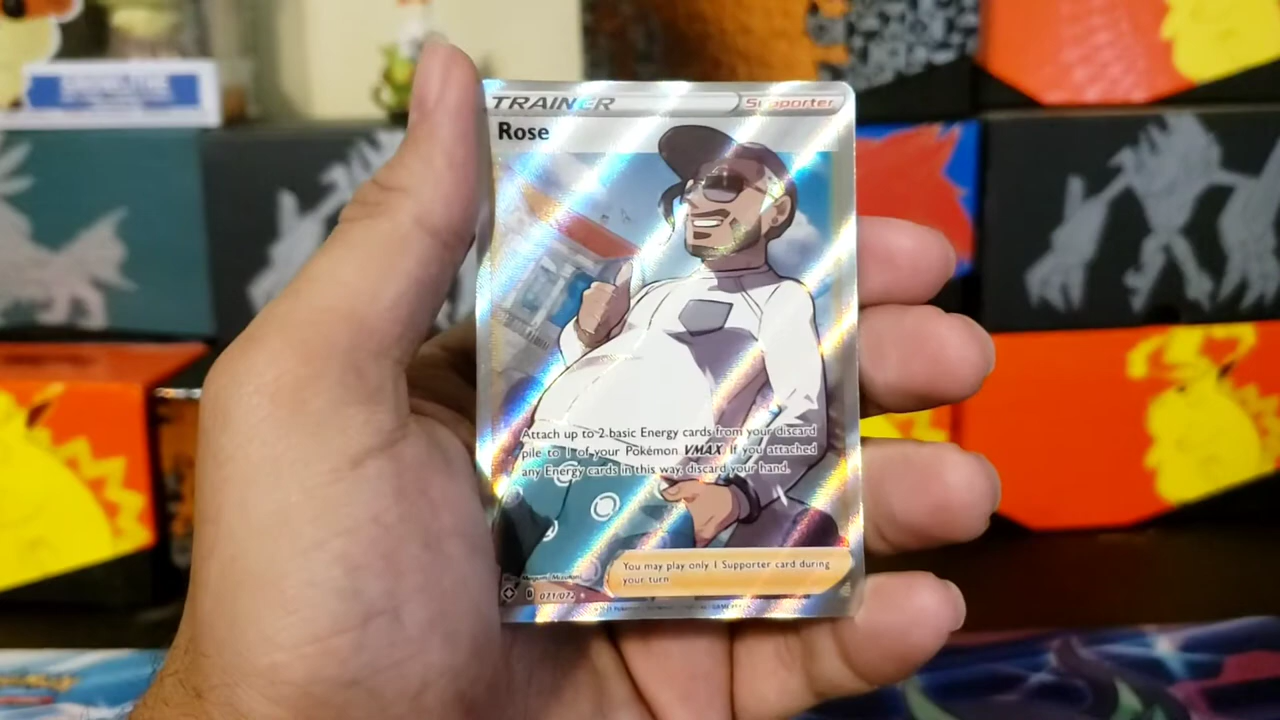 TRAINER Supporter
Rose
Attach up to 2 basic Energy cards from your discard
pile to 1 of your Pokémon VMAX. If you attached
any Energy cards in this way, discard your hand.
You may play only 1 Supporter card during
your turn.
D 071/072